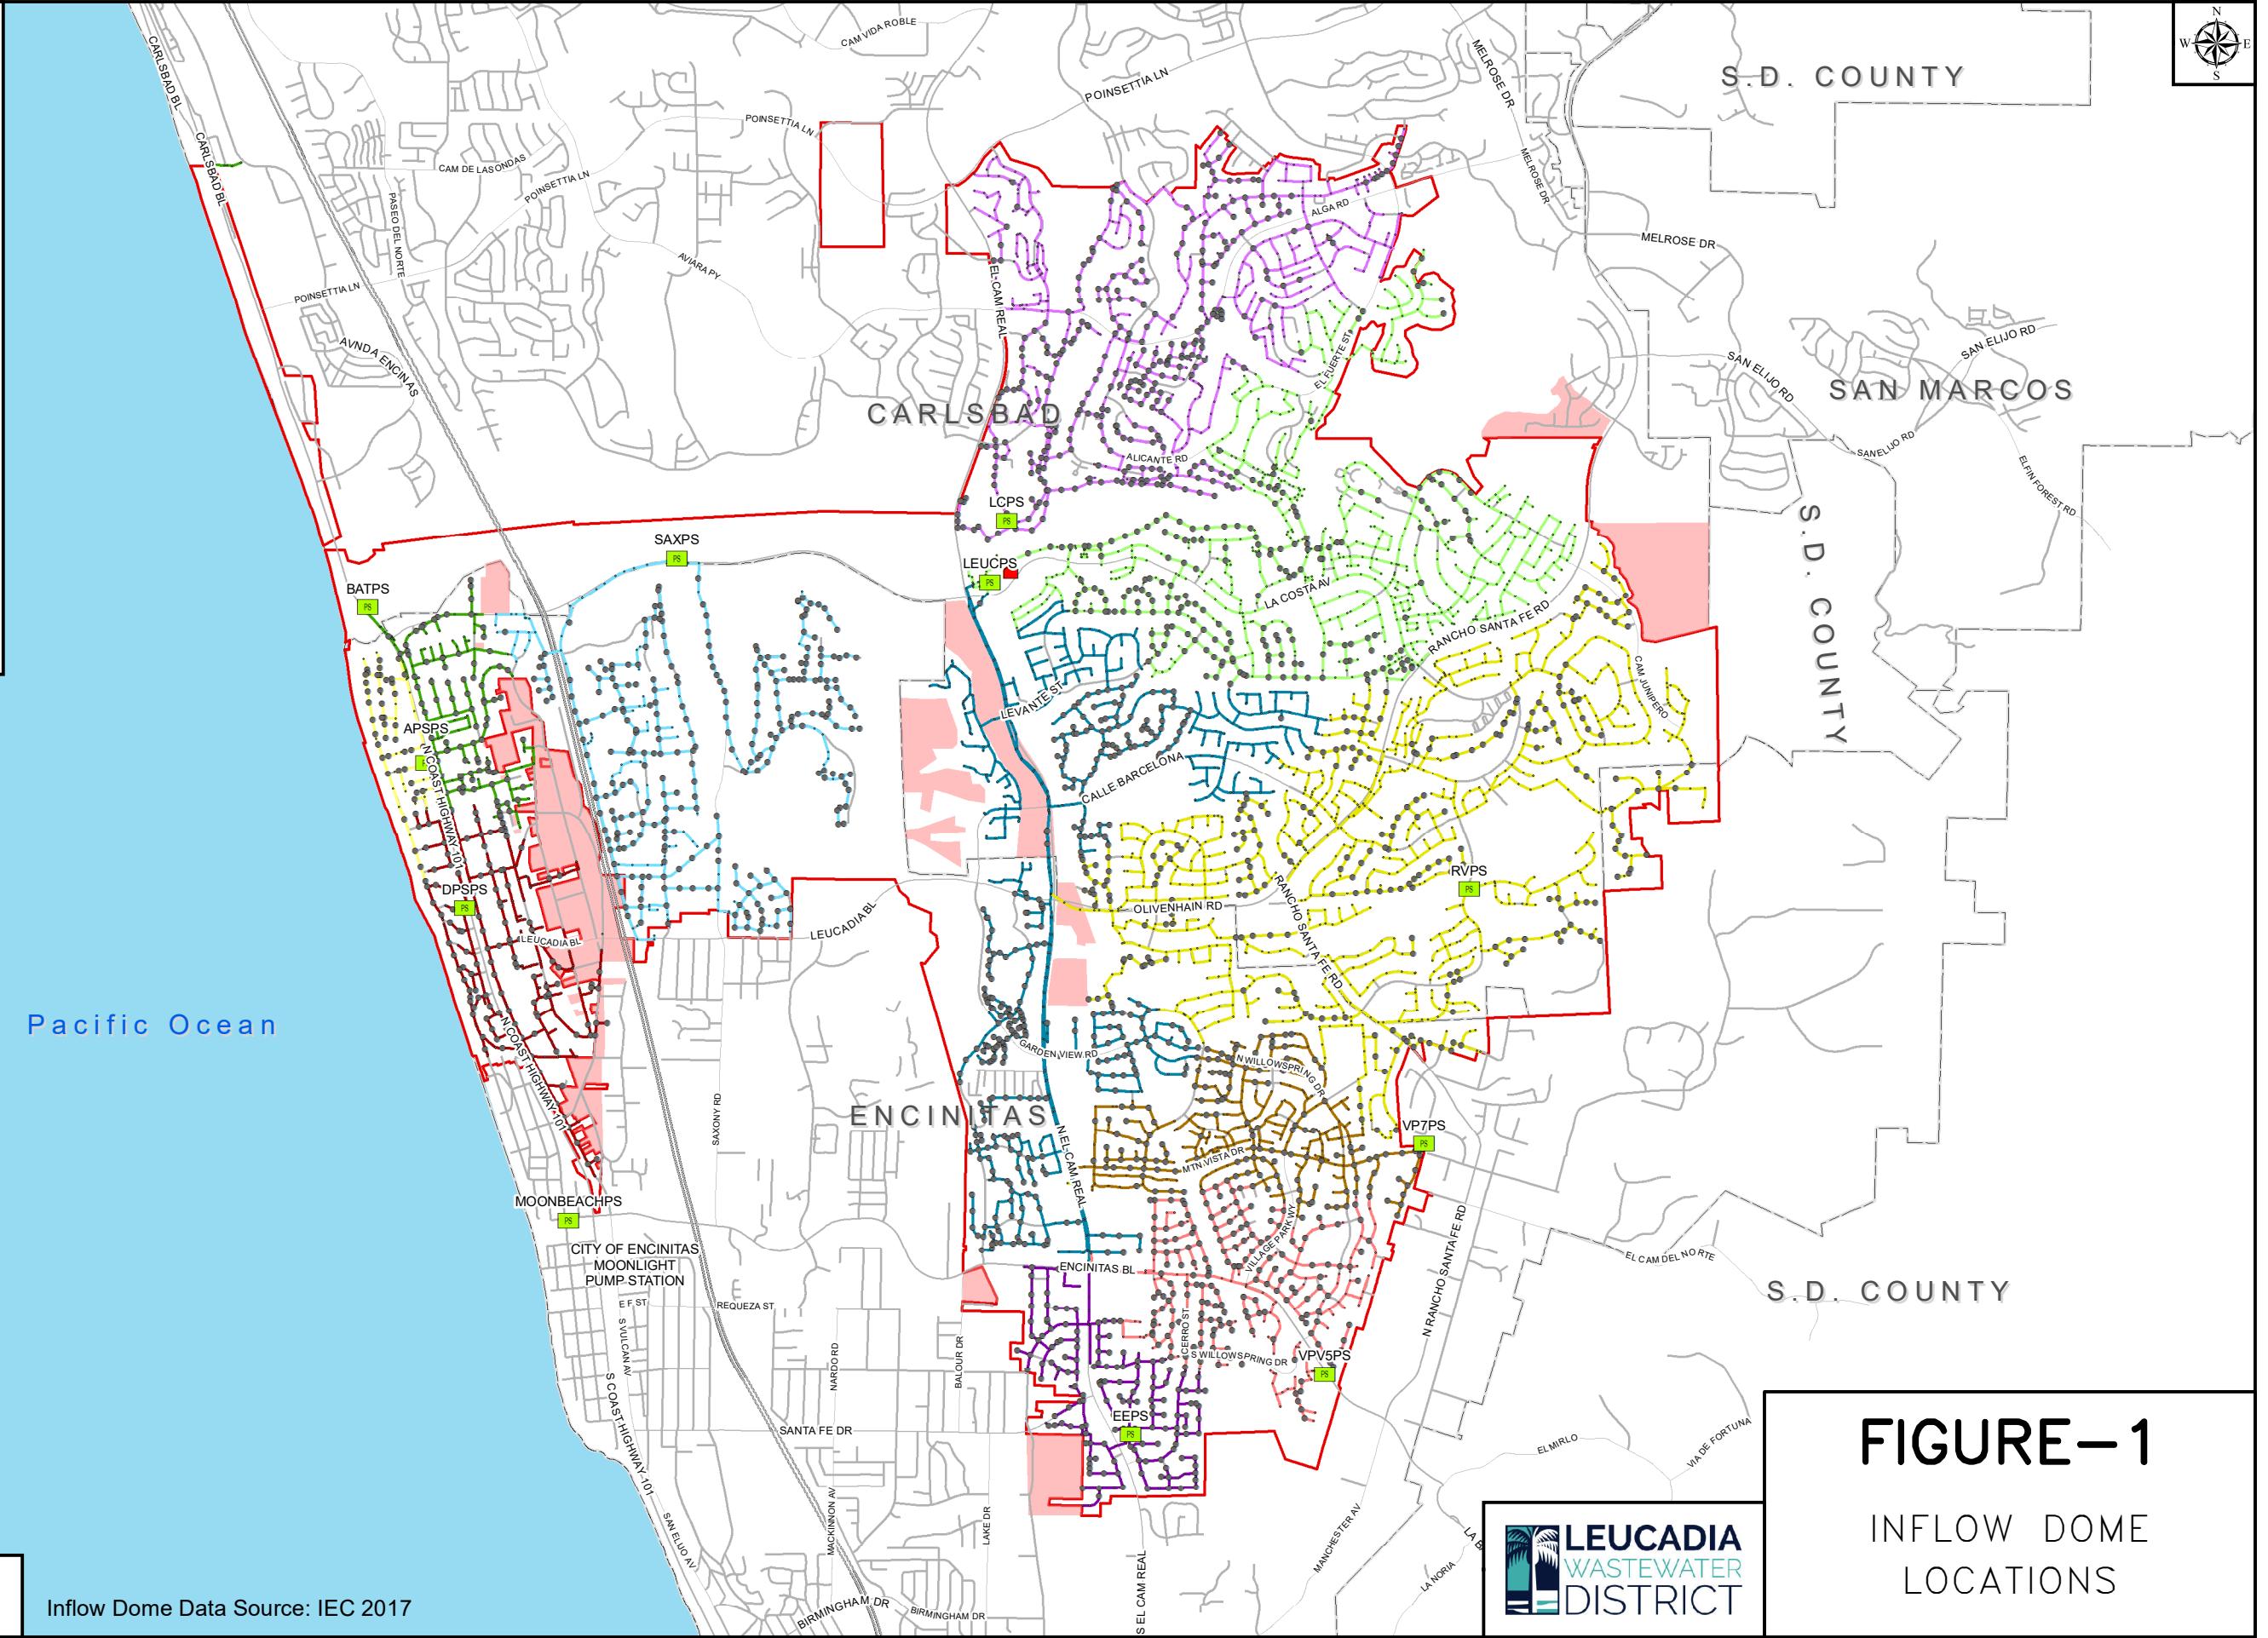 N
W E
S
CAM VIDA ROBLE
CARLSBAD BL
POINSETTIA LN
MELROSE DR
S.D. COUNTY
POINSETTIA LN
CARLSBAD BL
CAM DE LAS ONDAS
POINSETTIA LN
MELROSE DR
PASEO DEL NORTE
ALGA RD
MELROSE DR
AVIARA PY
EL CAM REAL
POINSETTIA LN
AVNDA ENCINAS
EL FUERTE ST
SAN ELIJO RD
SAN ELIJO RD
SAN MARCOS
CARLSBAD
SAN ELIJO RD
ALICANTE RD
ELFIN FOREST RD
LCPS
PS
S.D. COUNTY
SAXPS
PS
LEUCPS
PS
BATPS
PS
LA COSTA AV
RANCHO SANTA FE RD
CAM JUNIPERO
LEVANTE ST
APSPS
N COAST HIGHWAY 101
CALLE BARCELONA
DPSPS
PS
RVPS
PS
RANCHO SANTA FE RD
OLIVENHAIN RD
LEUCADIA BL
LEUCADIA BL
Pacific Ocean
N COAST HIGHWAY 101
GARDEN VIEW RD
N WILLOWSPRING DR
SAXONY RD
ENCINITAS
VP7PS
PS
N EL CAM REAL
MTN VISTA DR
MOONBEACHPS
PS
VILLAGE PARK WY
N RANCHO SANTA FE RD
CITY OF ENCINITAS
MOONLIGHT
PUMP STATION
ENCINITAS BL
EL CAM DEL NORTE
S.D. COUNTY
E F ST
REQUEZA ST
S VULCAN AV
CERRO ST
NARDO RD
BALOUR DR
S WILLOWSPRING DR
VPV5PS
PS
S COAST HIGHWAY 101
EEPS
PS
SANTA FE DR
EL MIRLO
VIA DE FORTUNA
FIGURE-1
INFLOW DOME
LOCATIONS
SAN ELIJO AV
MACKINNON AV
LAKE DR
MANCHESTER AV
LA NORIA
S EL CAM REAL
BIRMINGHAM DR
BIRMINGHAM DR
LEUCADIA
WASTEWATER
DISTRICT
Inflow Dome Data Source: IEC 2017